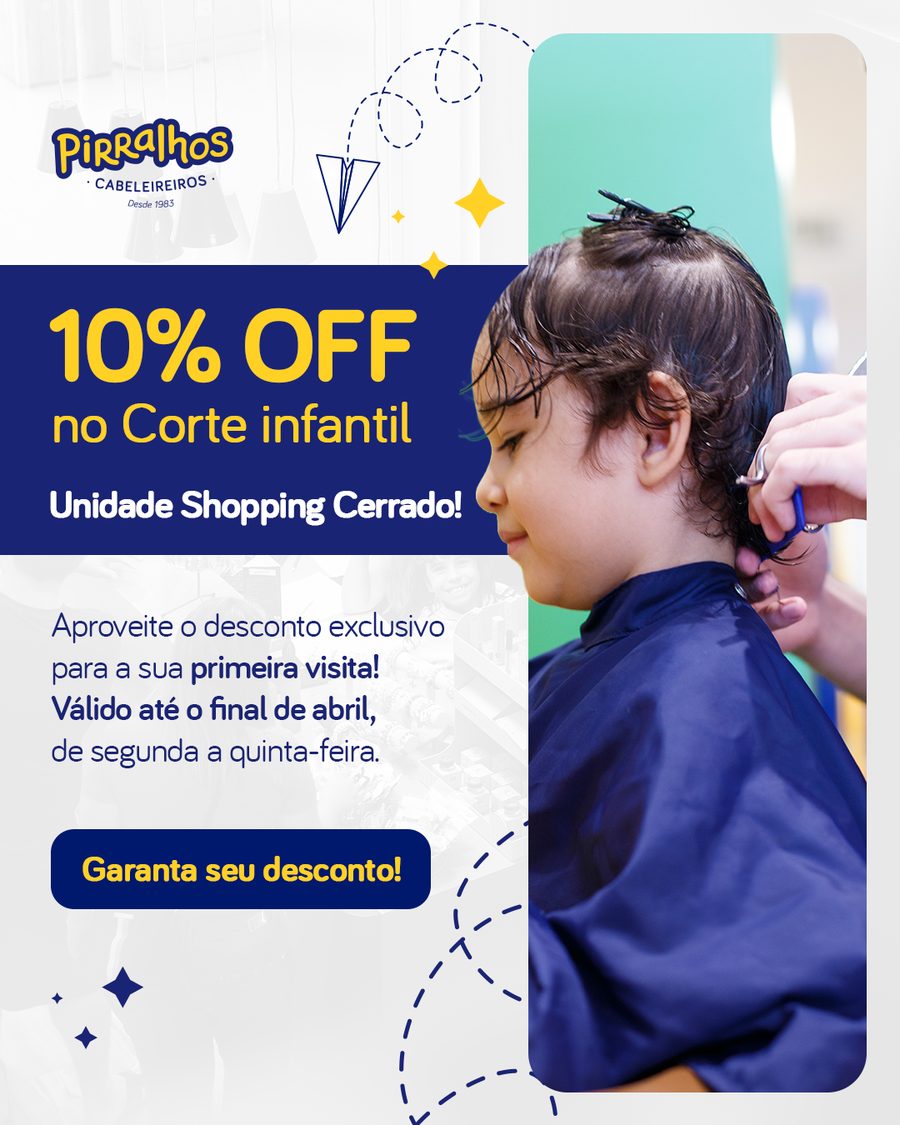 Pirralhos
· CABELEIREIROS ·
Desde 1983
10% OFF
no Corte infantil
Unidade Shopping Cerrado!
Aproveite o desconto exclusivo
para a sua primeira visita!
Válido até o final de abril,
de segunda a quinta-feira.
Garanta seu desconto!